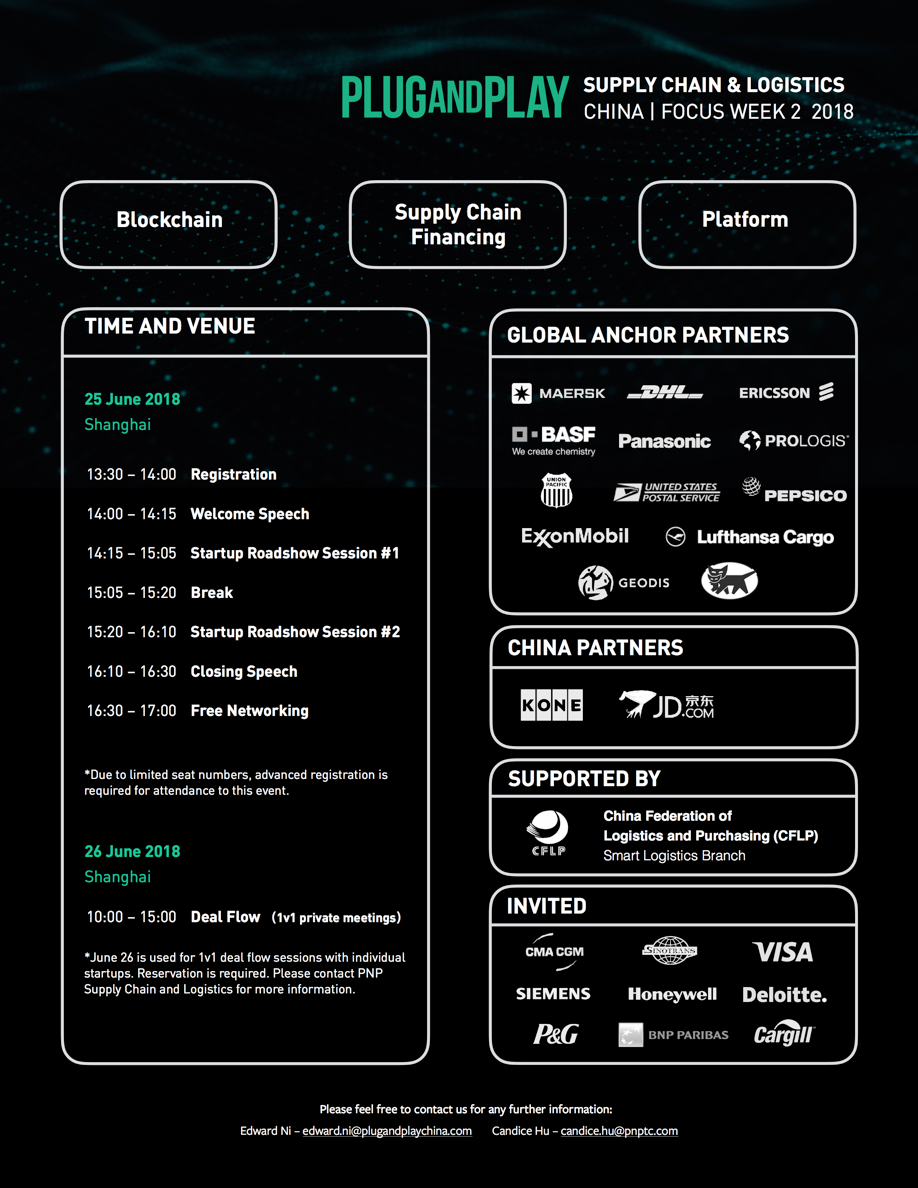 PLUGANDPLAY
SUPPLY CHAIN & LOGISTICS
CHINA | FOCUS WEEK 2 2018
Blockchain
Supply Chain
Financing
Platform
TIME AND VENUE
25 June 2018
Shanghai
13:30 – 14:00 Registration
14:00 – 14:15 Welcome Speech
14:15 – 15:05 Startup Roadshow Session #1
15:05 – 15:20 Break
15:20 – 16:10 Startup Roadshow Session #2
16:10 – 16:30 Closing Speech
16:30 – 17:00 Free Networking
*Due to limited seat numbers, advanced registration is
required for attendance to this event.
26 June 2018
Shanghai
10:00 – 15:00 Deal Flow (1v1 private meetings)
*June 26 is used for 1v1 deal flow sessions with individual
startups. Reservation is required. Please contact PNP
Supply Chain and Logistics for more information.
GLOBAL ANCHOR PARTNERS
MAERSK
DHL
ERICSSON
BASF
We create chemistry
Panasonic
PROLOGIS
UNION
PACIFIC
UNITED STATES
POSTAL SERVICE
PEPSICO
ExxonMobil
Lufthansa Cargo
GEODIS
CHINA PARTNERS
KONE
JD.COM
京东
SUPPORTED BY
CFLP
China Federation of
Logistics and Purchasing (CFLP)
Smart Logistics Branch
INVITED
CMA CGM
SINOTRANS
VISA
SIEMENS
Honeywell
Deloitte.
P&G
BNP PARIBAS
Cargill
Please feel free to contact us for any further information:
Edward Ni – edward.ni@plugandplaychina.com Candice Hu – candice.hu@pnptc.com